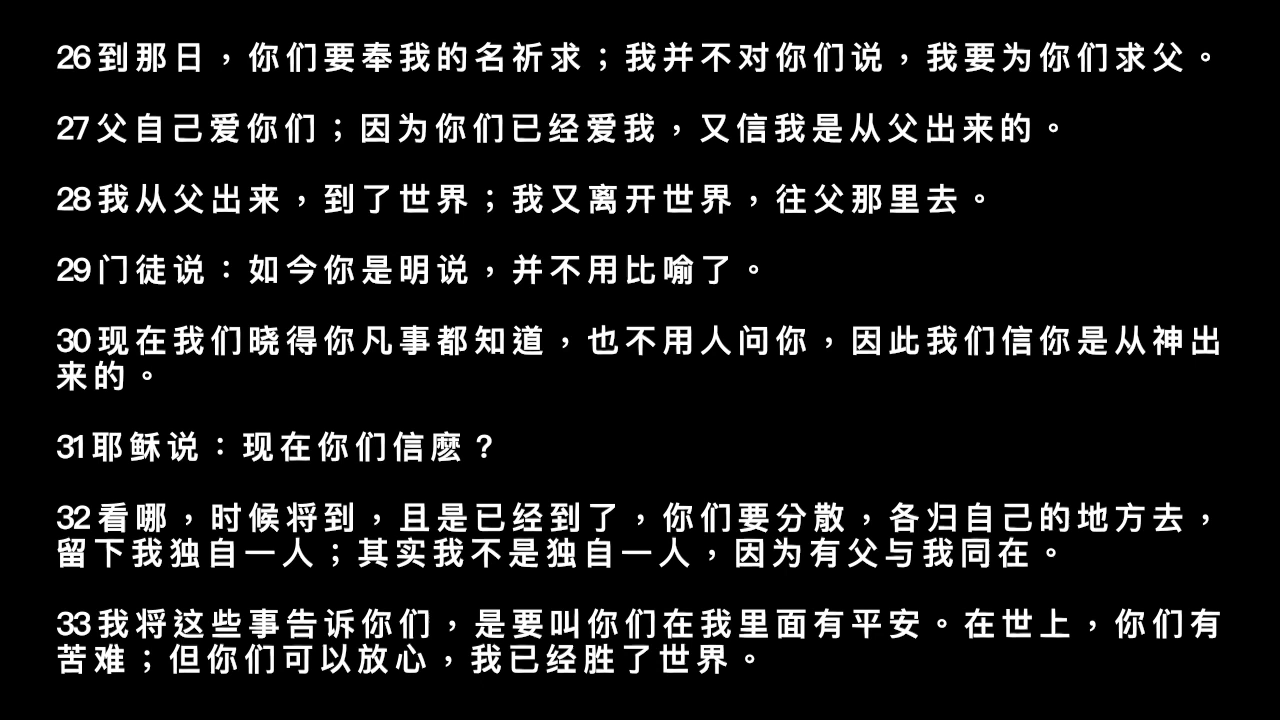 26到那日，你们要奉我的名祈求；我并不对你们说，我要为你们求父。
27父自己爱你们；因为你们已经爱我，又信我是从父出来的。
28我从父出来，到了世界；我又离开世界，往父那里去。
29门徒说：如今你是明说，并不用比喻了。
30现在我们晓得你凡事都知道，也不用人问你，因此我们信你是从神出
来的。
31耶稣说：现在你们信麽？
32看哪，时候将到，且是已经到了，你们要分散，各归自己的地方去，
留下我独自一人；其实我不是独自一人，因为有父与我同在。
33我将这些事告诉你们，是要叫你们在我里面有平安。在世上，你们有
苦难；但你们可以放心，我已经胜了世界。